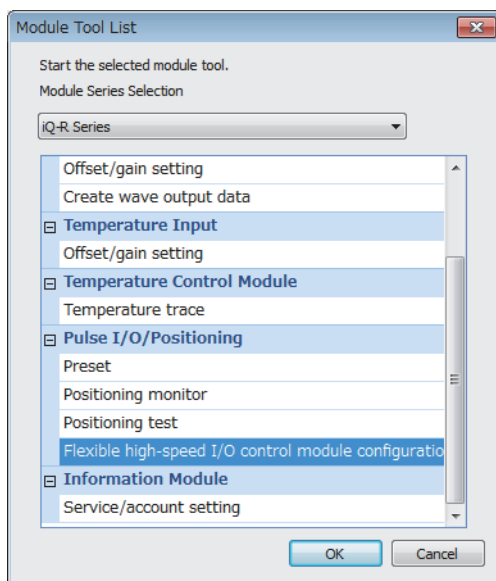 Module Tool List
Start the selected module tool.
Module Series Selection
iQ-R Series
Offset/gain setting
Create wave output data
Temperature Input
Offset/gain setting
Temperature Control Module
Temperature trace
Pulse I/O/Positioning
Preset
Positioning monitor
Positioning test
Flexible high-speed I/O control module configuratio
Information Module
Service/account setting
OK Cancel